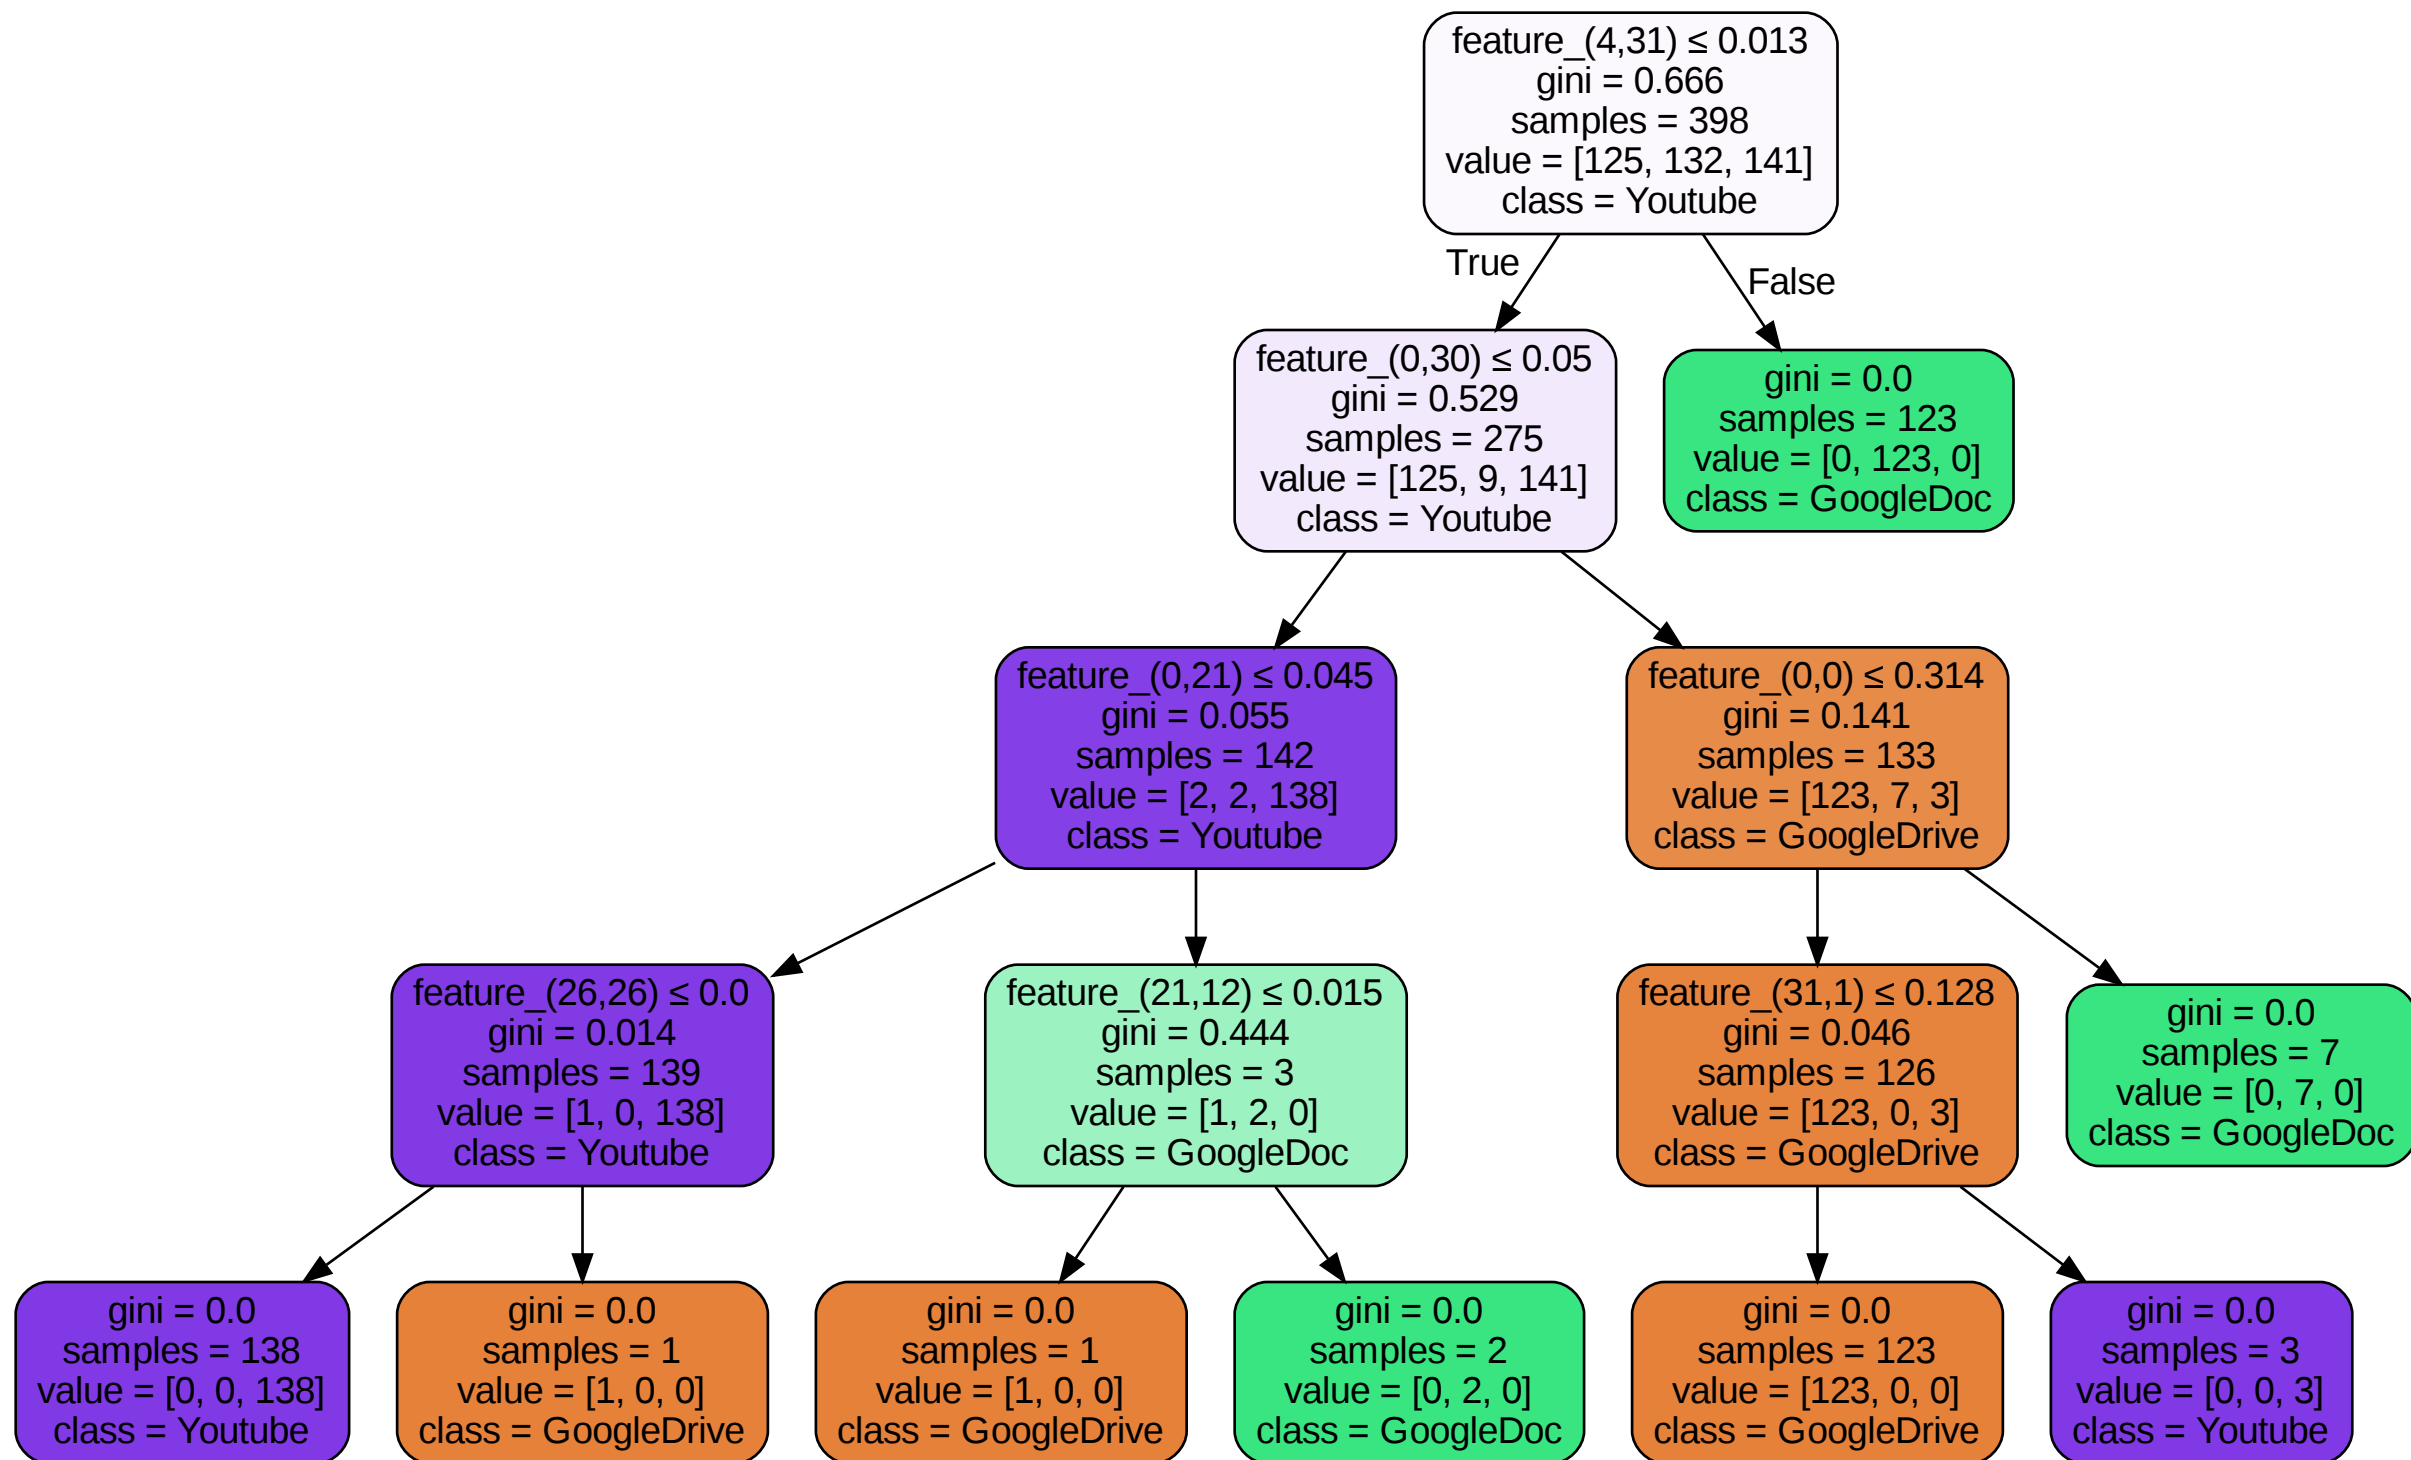 feature_(4,31) ≤ 0.013
gini = 0.666
samples = 398
value = [125, 132, 141]
class = Youtube
True
False
feature_(0,30) ≤ 0.05
gini = 0.529
samples = 275
value = [125, 9, 141]
class = Youtube
gini = 0.0
samples = 123
value = [0, 123, 0]
class = GoogleDoc
feature_(0,21) ≤ 0.045
gini = 0.055
samples = 142
value = [2, 2, 138]
class = Youtube
feature_(0,0) ≤ 0.314
gini = 0.141
samples = 133
value = [123, 7, 3]
class = GoogleDrive
feature_(26,26) ≤ 0.0
gini = 0.014
samples = 139
value = [1, 0, 138]
class = Youtube
feature_(21,12) ≤ 0.015
gini = 0.444
samples = 3
value = [1, 2, 0]
class = GoogleDoc
feature_(31,1) ≤ 0.128
gini = 0.046
samples = 126
value = [123, 0, 3]
class = GoogleDrive
gini = 0.0
samples = 7
value = [0, 7, 0]
class = GoogleDoc
gini = 0.0
samples = 138
value = [0, 0, 138]
class = Youtube
gini = 0.0
samples = 1
value = [1, 0, 0]
class = GoogleDrive
gini = 0.0
samples = 1
value = [1, 0, 0]
class = GoogleDrive
gini = 0.0
samples = 2
value = [0, 2, 0]
class = GoogleDoc
gini = 0.0
samples = 123
value = [123, 0, 0]
class = GoogleDrive
gini = 0.0
samples = 3
value = [0, 0, 3]
class = Youtube